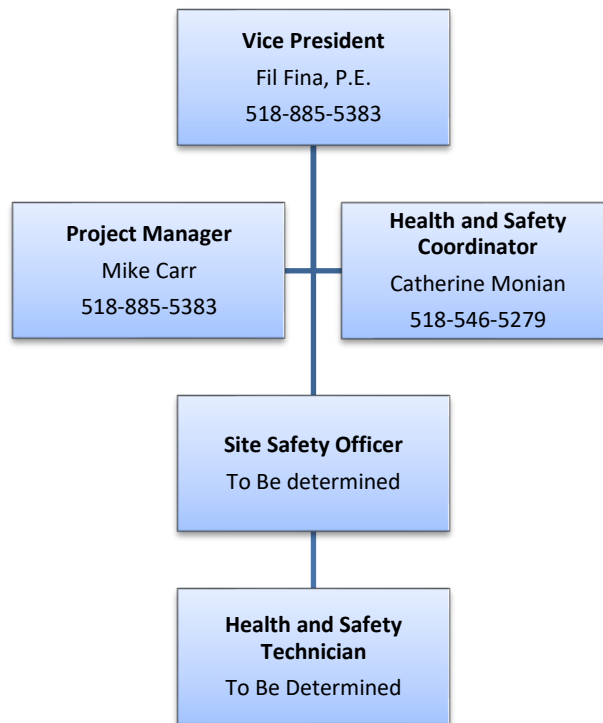 Vice President
Fil Fina, P.E.
518-885-5383
Project Manager
Mike Carr
518-885-5383
Health and Safety
Coordinator
Catherine Monian
518-546-5279
Site Safety Officer
To Be determined
Health and Safety
Technician
To Be Determined